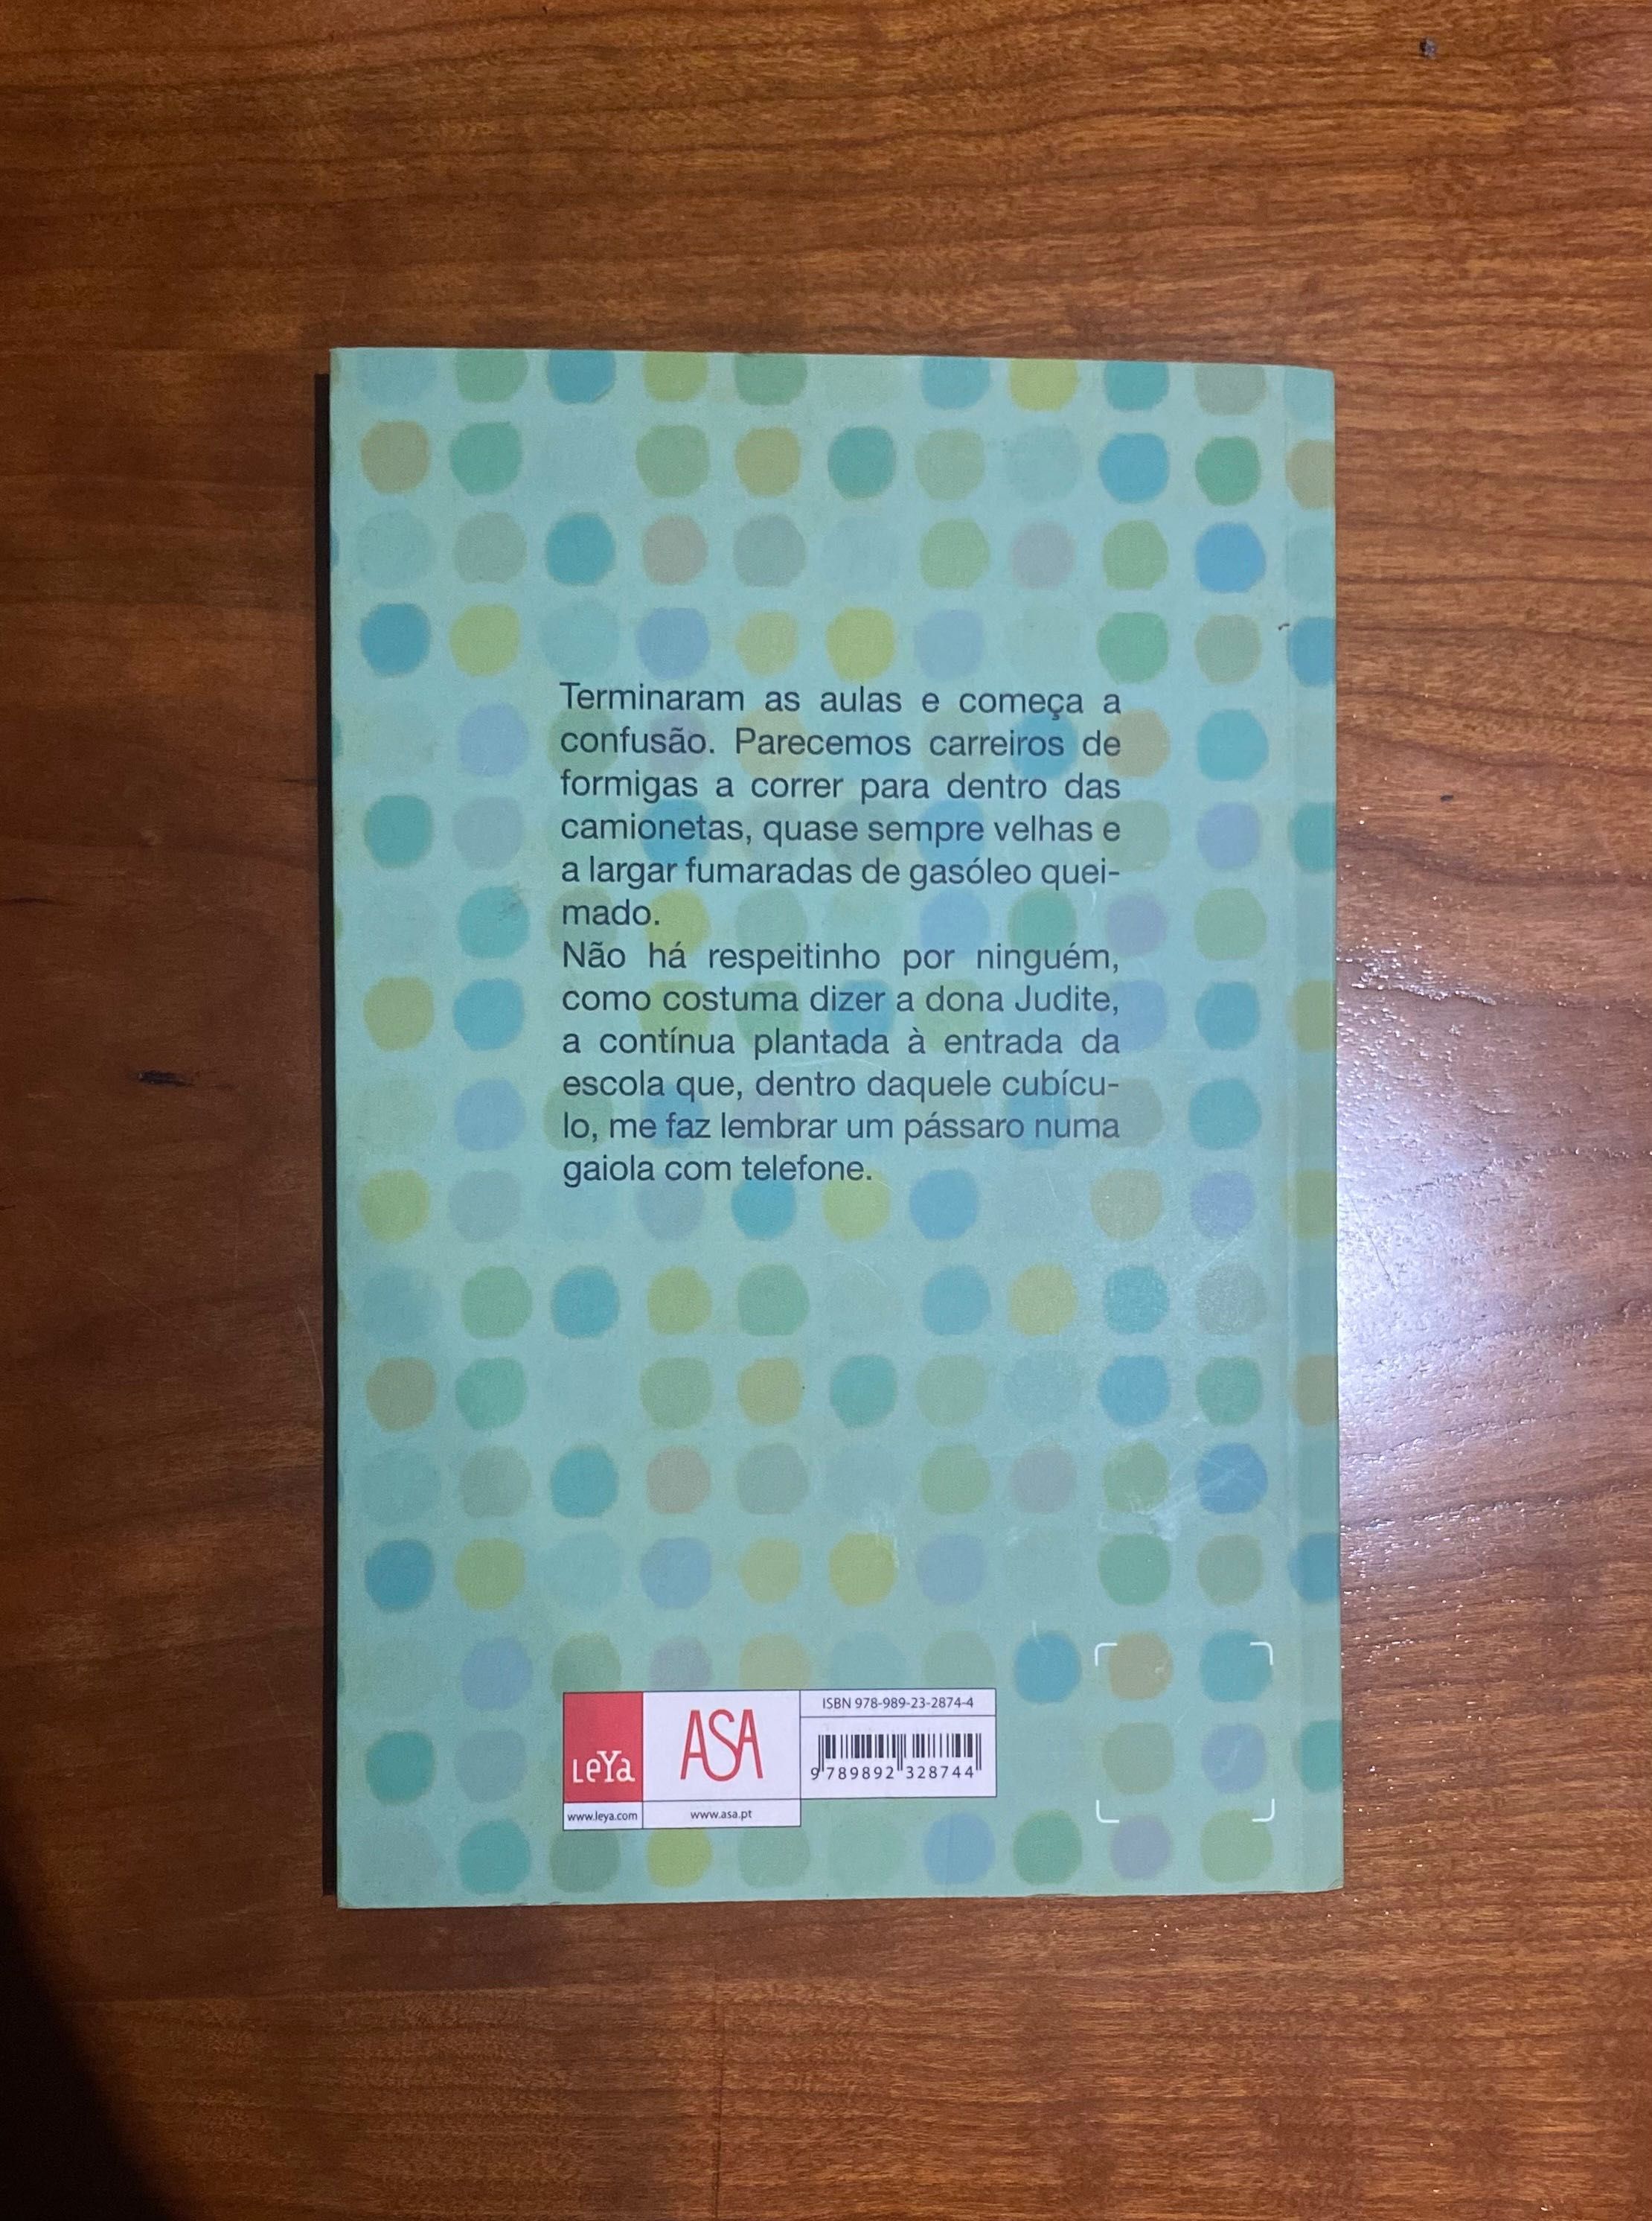 Terminaram as aulas e começa a
confusão. Parecemos carreiros de
formigas a correr para dentro das
camionetas, quase sempre velhas e
a largar fumaradas de gasóleo quei-
mado.
Não há respeitinho por ninguém,
como costuma dizer a dona Judite,
a contínua plantada à entrada da
escola que, dentro daquele cubícu-
lo, me faz lembrar um pássaro numa
gaiola com telefone.
LeYa
www.leya.com
ASA
www.asa.pt
ISBN 978-989-23-2874-4
9 789892 328744